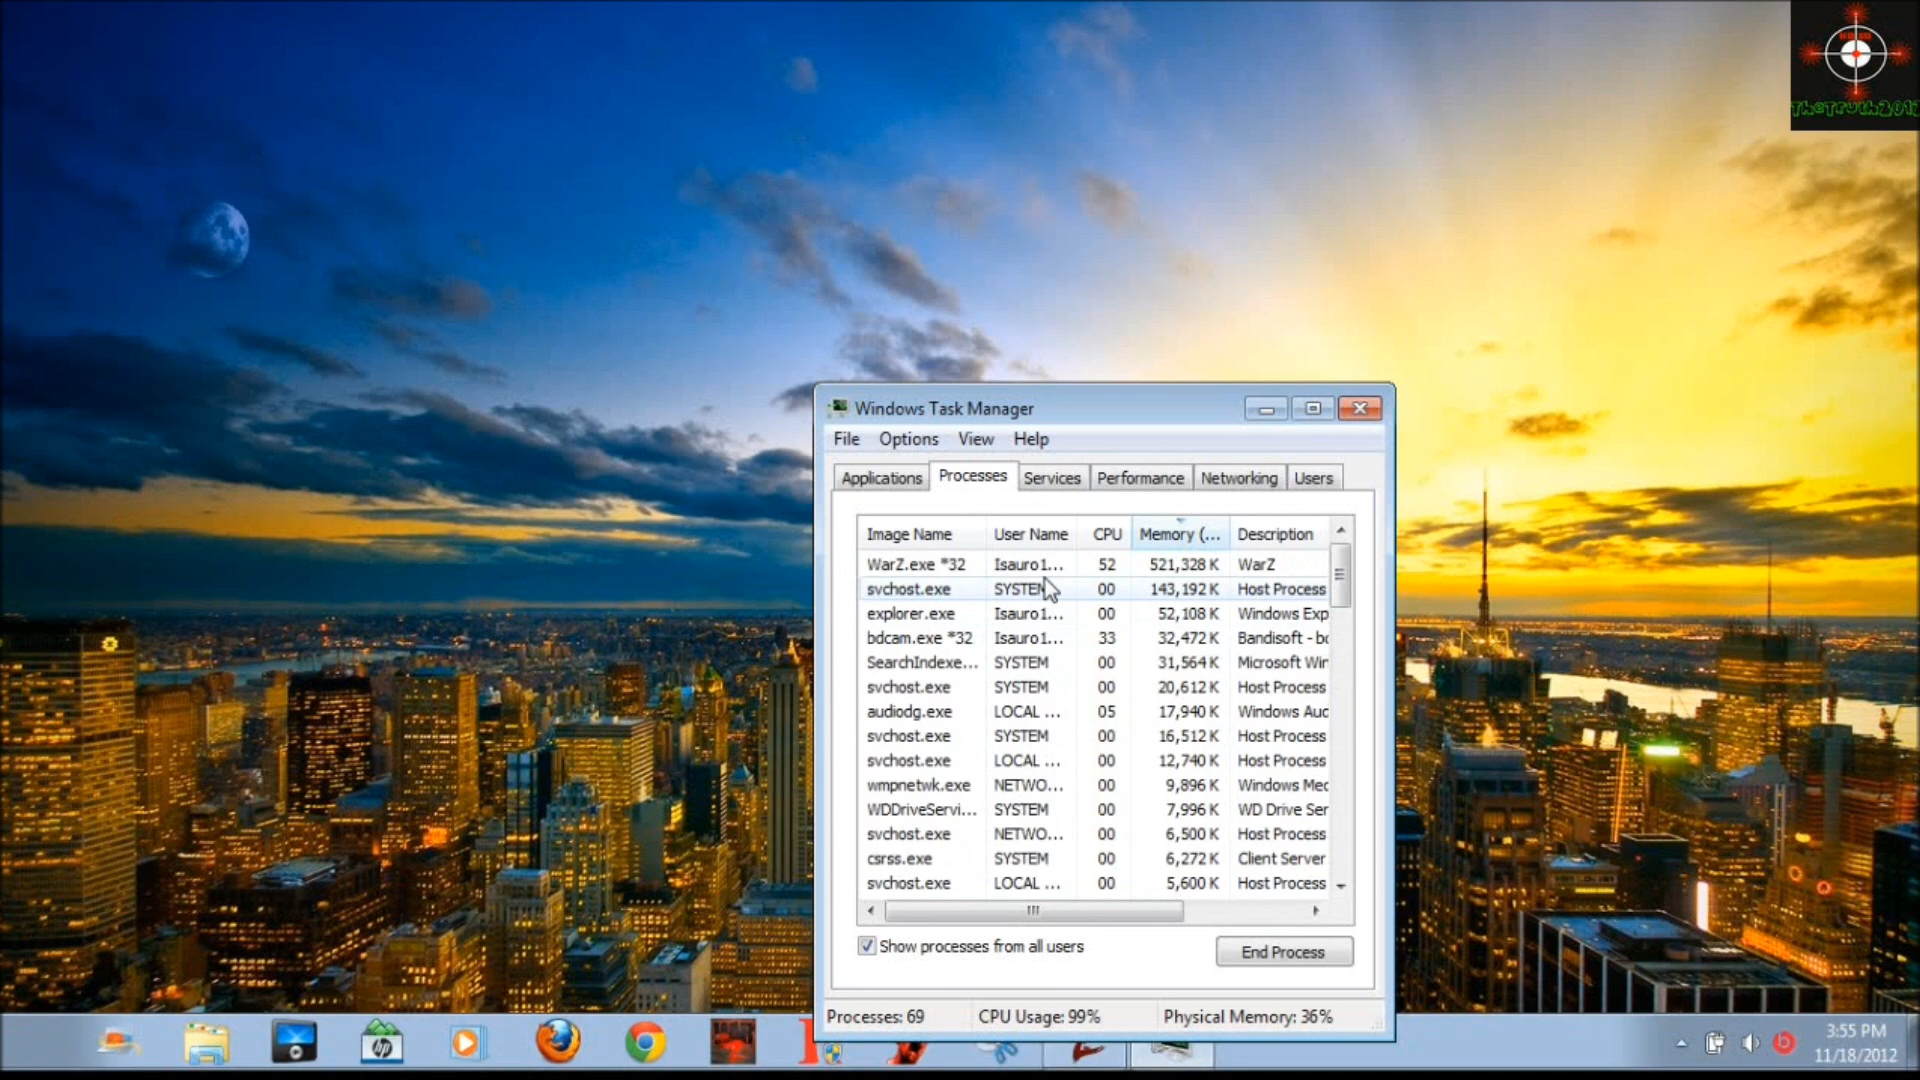 TheTruth2012
Windows Task Manager
File Options View Help
Applications Processes Services Performance Networking Users
Image Name User Name CPU Memory (... Description
WarZ.exe *32 Isauro1... 52 521,328 K WarZ
svchost.exe SYSTEM 00 143,192 K Host Process
explorer.exe Isauro1... 00 52,108 K Windows Exp
bdcam.exe *32 Isauro1... 33 32,472 K Bandisoft - bc
SearchIndexe... SYSTEM 00 31,564 K Microsoft Wir
svchost.exe SYSTEM 00 20,612 K Host Process
audiodg.exe LOCAL ... 05 17,940 K Windows Auc
svchost.exe SYSTEM 00 16,512 K Host Process
svchost.exe LOCAL ... 00 12,740 K Host Process
wmpnetwk.exe NETWO... 00 9,896 K Windows Med
WDDriveServi... SYSTEM 00 7,996 K WD Drive Ser
svchost.exe NETWO... 00 6,500 K Host Process
csrss.exe SYSTEM 00 6,272 K Client Server
svchost.exe LOCAL ... 00 5,600 K Host Process
Show processes from all users
End Process
Processes: 69 CPU Usage: 99% Physical Memory: 36%
hp
3:55 PM
11/18/2012